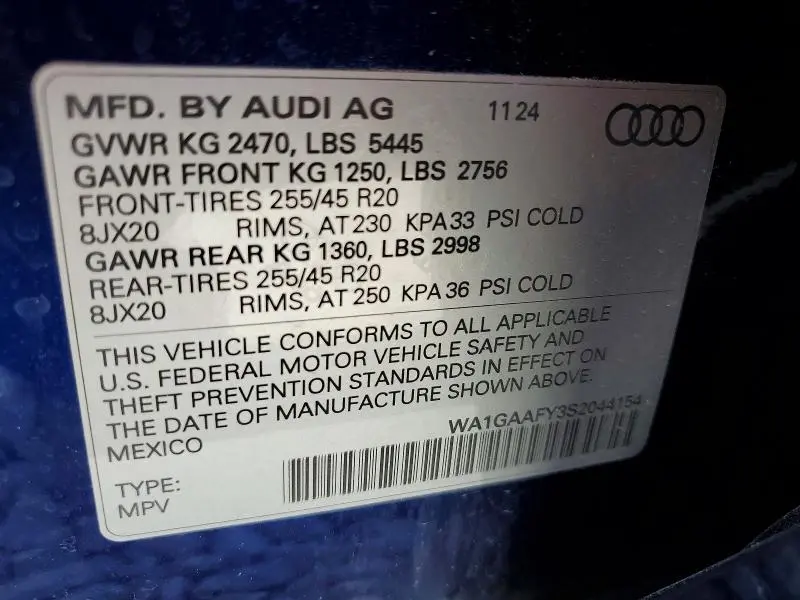 MFD. BY AUDI AG 11 24
GVWR KG 2470, LBS 5445
GAWR FRONT KG 1250, LBS 2756
FRONT-TIRES 255/45 R20
8JX20 RIMS, AT 230 KPA 33 PSI COLD
GAWR REAR KG 1360, LBS 2998
REAR-TIRES 255/45 R20
8JX20 RIMS, AT 250 KPA 36 PSI COLD
THIS VEHICLE CONFORMS TO ALL APPLICABLE
U.S. FEDERAL MOTOR VEHICLE SAFETY AND
THEFT PREVENTION STANDARDS IN EFFECT ON
THE DATE OF MANUFACTURE SHOWN ABOVE.
MEXICO WA1GAAFY3S2044154
TYPE:
MPV